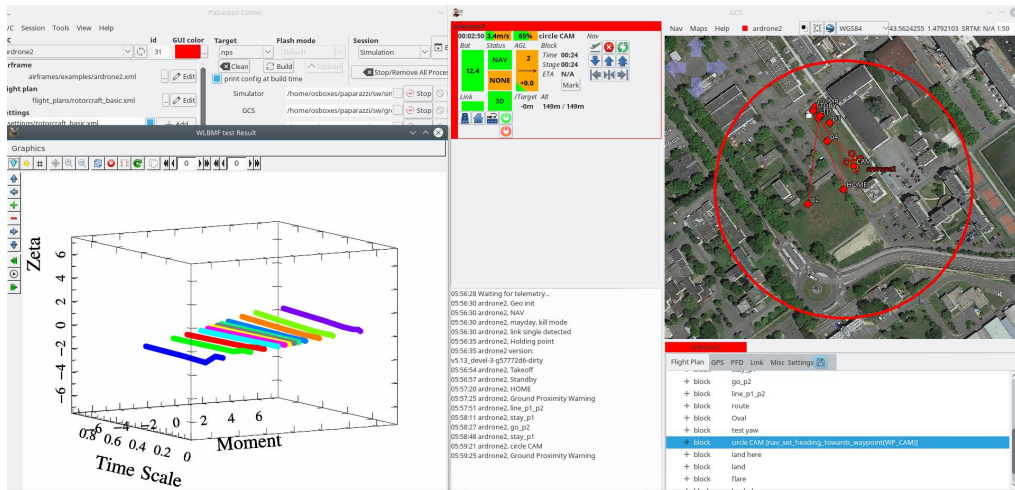 Paparazzi Center
VC Session Tools View Help
id GUI color Target Flash mode Session
ardrone2 31 nps Default Simulation
Clean Build Upload
Stop/Remove All Proce
airframes/examples/ardrone2.xml ... Edit
print config at build time
Simulator /home/osboxes/paparazzi/sw/sin Stop
flight_plans/rotorcraft_basic.xml ... Edit
GCS /home/osboxes/paparazzi/sw/gr Stop
settings/rotorcraft_basic.xml + Add
WLBMF test Result
Graphics
0 0
Zeta
6
4
2
0
−2
−4
−6
0.8 0.6 0.4 0.2 0
Time Scale
−6 −4 −2 0 2 4 6
Moment
ardrone2
00:02:50 3.4m/s 65% circle CAM Nav
Bat Status AGL Block
12.4 NAV 2 Time 00:24
Stage 00:24
ETA N/A
NONE +0.0 Mark
Link 3D /Target Alt
-0m 149m / 149m
05:56:28 Waiting for telemetry...
05:56:30 ardrone2, Geo init
05:56:30 ardrone2, NAV
05:56:30 ardrone2, mayday, kill mode
05:56:30 ardrone2, link single detected
05:56:35 ardrone2, Holding point
05:56:35 ardrone2 version:
v5.13_devel-3-g57772d6-dirty
05:56:54 ardrone2, Takeoff
05:56:57 ardrone2, Standby
05:57:20 ardrone2, HOME
05:57:25 ardrone2, Ground Proximity Warning
05:57:51 ardrone2, line_p1_p2
05:58:11 ardrone2, stay_p1
05:58:27 ardrone2, go_p2
05:58:48 ardrone2, stay_p1
05:59:21 ardrone2, circle CAM
05:59:25 ardrone2, Ground Proximity Warning
GCS
Nav Maps Help ardrone2 WGS84 43.5624255 1.4792103 SRTM: N/A 1.50
p4
CAM
ardrone2
HOME
p2
ardrone2
Flight Plan GPS PFD Link Misc Settings
+ block stay_p1
+ block go_p2
+ block line_p1_p2
+ block route
+ block Oval
+ block test yaw
+ block circle CAM [nav_set_heading_towards_waypoint(WP_CAM)]
+ block land here
+ block land
+ block flare